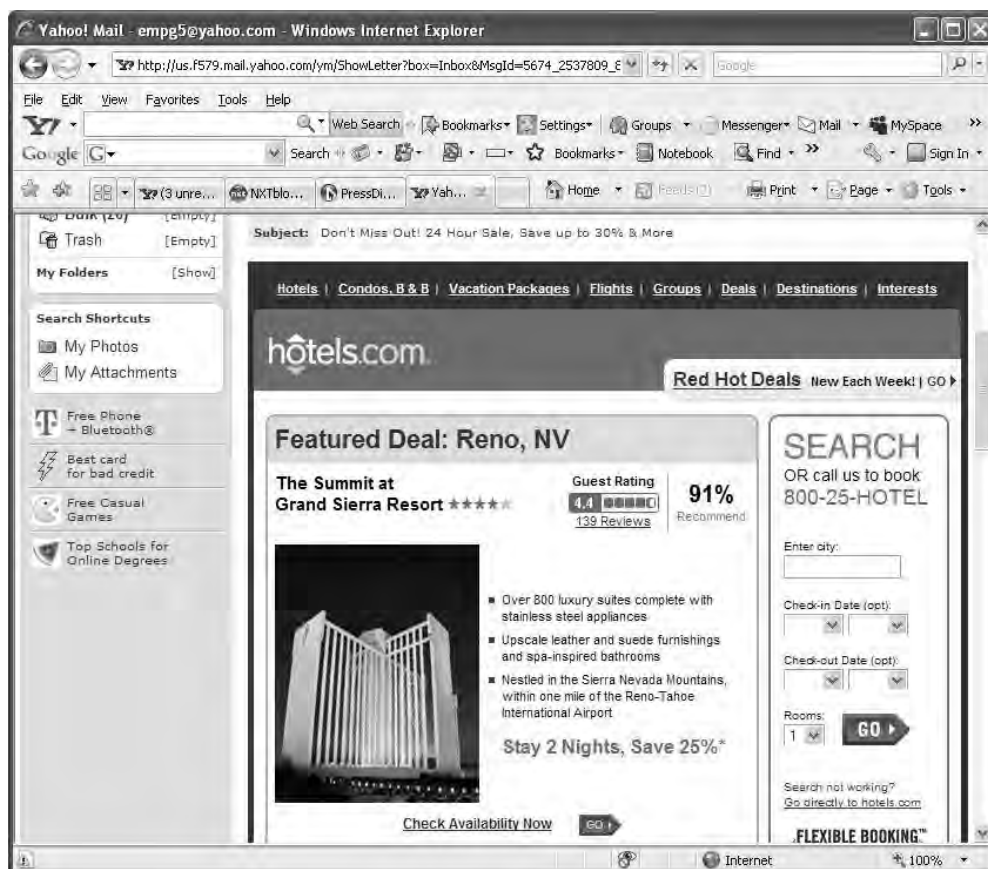 Yahoo! Mail - empg5@yahoo.com - Windows Internet Explorer
http://us.f579.mail.yahoo.com/ym/ShowLetter?box=Inbox&MsgId=5674_2537809_
Google
File Edit View Favorites Tools Help
Web Search Bookmarks Settings Groups Messenger Mail MySpace
Google G Search Bookmarks Notebook Find Sign In
(3 unre... NXTblo... PressDi... Yah... Home Feeds Print Page Tools
Bulk (20) [Empty]
Trash [Empty]
My Folders [Show]
Search Shortcuts
My Photos
My Attachments
Free Phone
- Bluetooth®
Best card
for bad credit
Free Casual
Games
Top Schools for
Online Degrees
Subject: Don't Miss Out! 24 Hour Sale, Save up to 30% & More
Hotels | Condos, B & B | Vacation Packages | Flights | Groups | Deals | Destinations | Interests
hotels.com
Red Hot Deals New Each Week! | GO
Featured Deal: Reno, NV
The Summit at
Grand Sierra Resort
Guest Rating
4.4
139 Reviews
91%
Recommend
Over 800 luxury suites complete with
stainless steel appliances
Upscale leather and suede furnishings
and spa-inspired bathrooms
Nestled in the Sierra Nevada Mountains,
within one mile of the Reno-Tahoe
International Airport
Stay 2 Nights, Save 25%*
Check Availability Now GO
SEARCH
OR call us to book
800-25-HOTEL
Enter city:
Check-in Date (opt):
Check-out Date (opt):
Rooms:
1 GO
Search not working?
Go directly to hotels.com
FLEXIBLE BOOKING™
Internet 100%